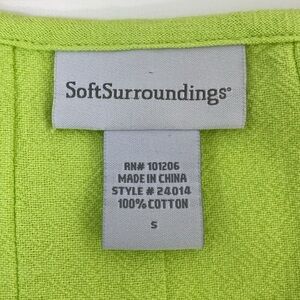 SoftSurroundings®
RN# 101206
MADE IN CHINA
STYLE # 24014
100% COTTON
S